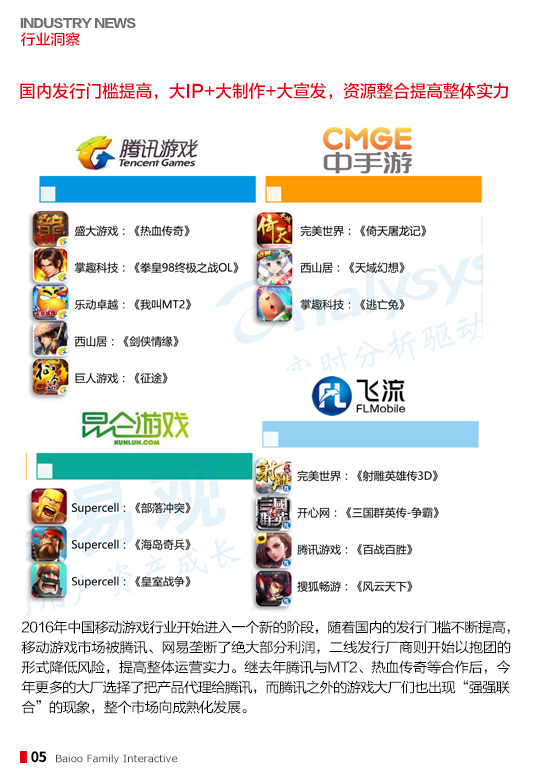 INDUSTRY NEWS
行业洞察
国内发行门槛提高，大IP+大制作+大宣发，资源整合提高整体实力
腾讯游戏
Tencent Games
盛大游戏：《热血传奇》
掌趣科技：《拳皇98终极之战OL》
乐动卓越：《我叫MT2》
西山居：《剑侠情缘》
巨人游戏：《征途》
CMGE
中手游
完美世界：《倚天屠龙记》
西山居：《天域幻想》
掌趣科技：《逃亡兔》
昆仑游戏
KUNLUN.COM
Supercell：《部落冲突》
Supercell：《海岛奇兵》
Supercell：《皇室战争》
飞流
FLMobile
完美世界：《射雕英雄传3D》
开心网：《三国群英传-争霸》
腾讯游戏：《百战百胜》
搜狐畅游：《风云天下》
2016年中国移动游戏行业开始进入一个新的阶段，随着国内的发行门槛不断提高，
移动游戏市场被腾讯、网易垄断了绝大部分利润，二线发行厂商则开始以抱团的
形式降低风险，提高整体运营实力。继去年腾讯与MT2、热血传奇等合作后，今
年更多的大厂选择了把产品代理给腾讯，而腾讯之外的游戏大厂们也出现“强强联
合”的现象，整个市场向成熟化发展。
05 Baioo Family Interactive